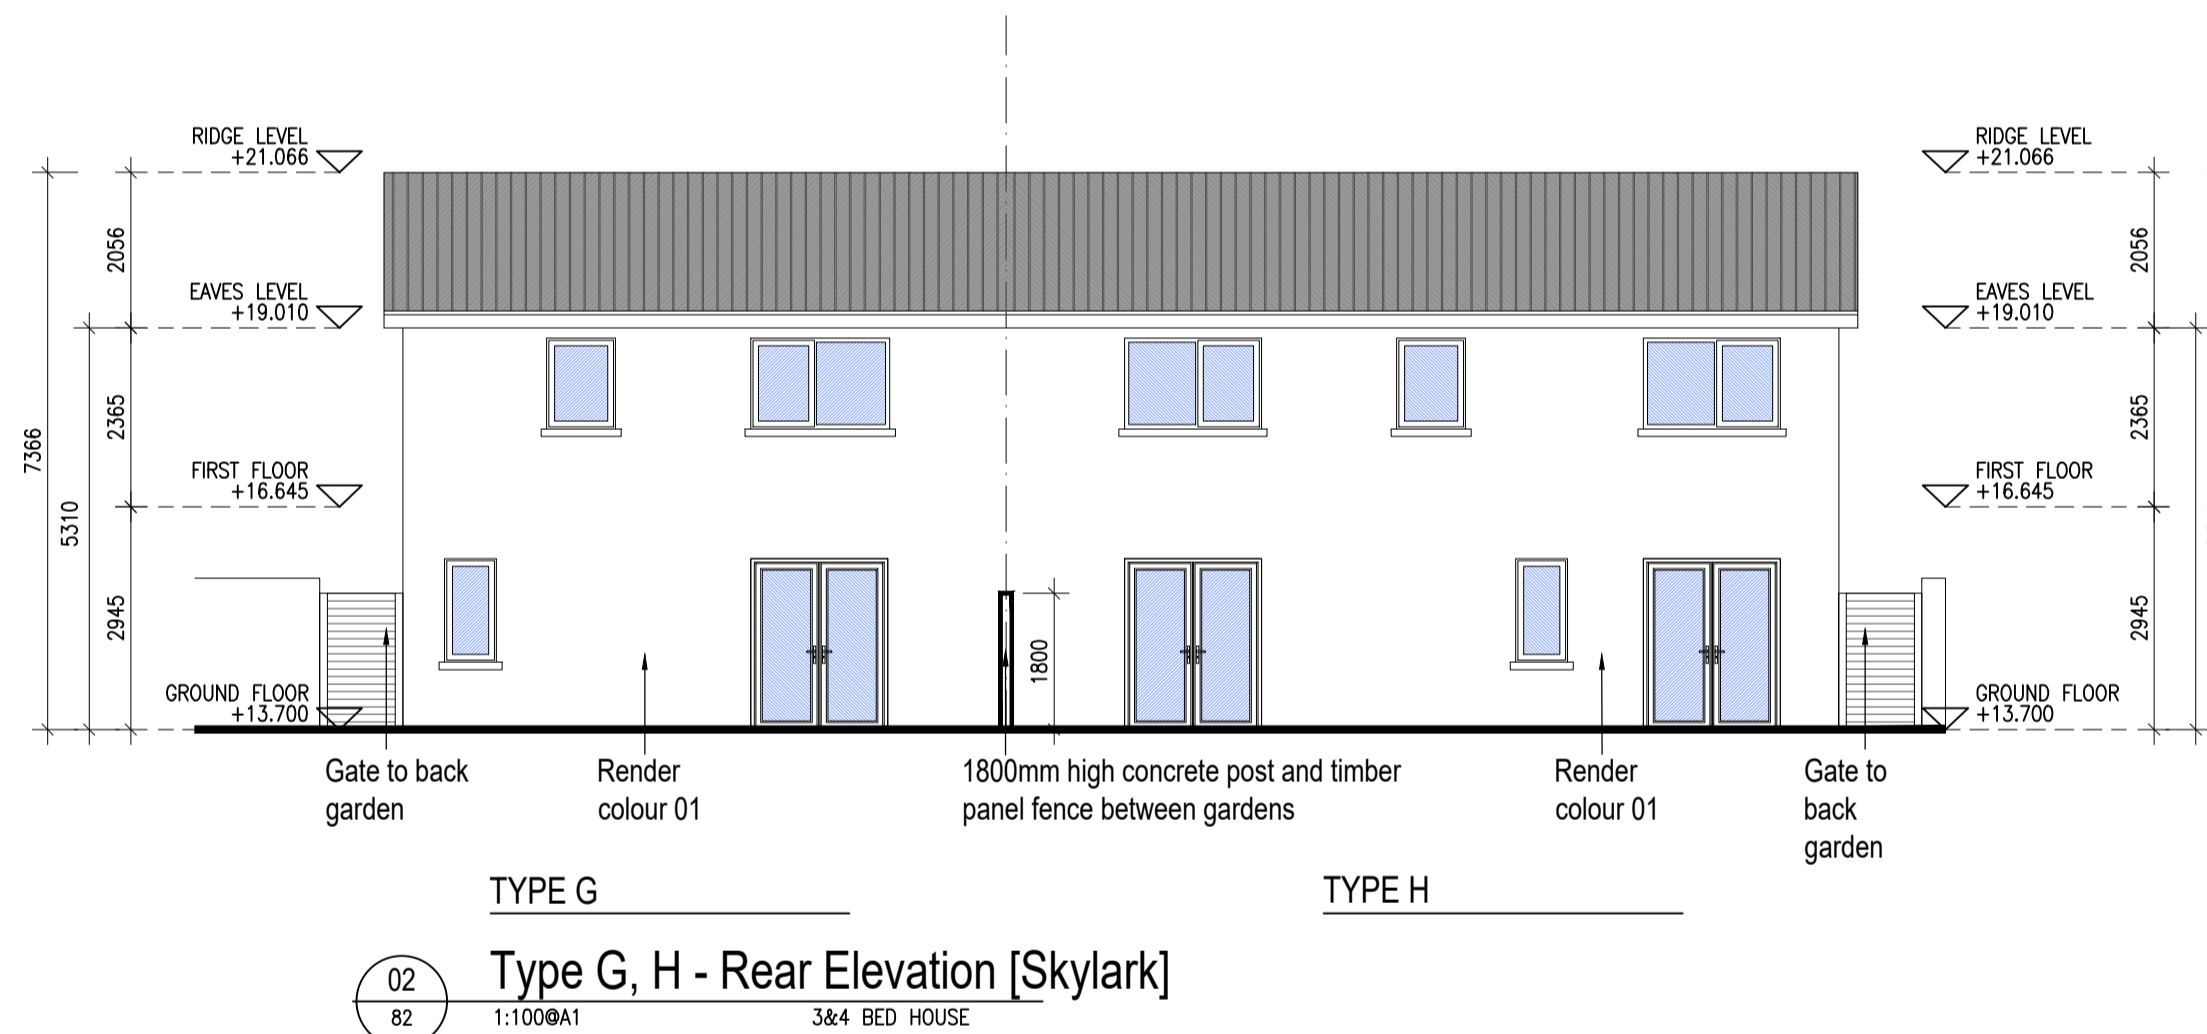 RIDGE LEVEL
+21.066
RIDGE LEVEL
+21.066
2056
2056
EAVES LEVEL
+19.010
EAVES LEVEL
+19.010
7366
2365
2365
FIRST FLOOR
+16.645
FIRST FLOOR
+16.645
5310
2945
1800
2945
GROUND FLOOR
+13.700
GROUND FLOOR
+13.700
Gate to back
garden
Render
colour 01
1800mm high concrete post and timber
panel fence between gardens
Render
colour 01
Gate to
back
garden
TYPE G
TYPE H
02
82
Type G, H - Rear Elevation [Skylark]
1:100@A1
3&4 BED HOUSE